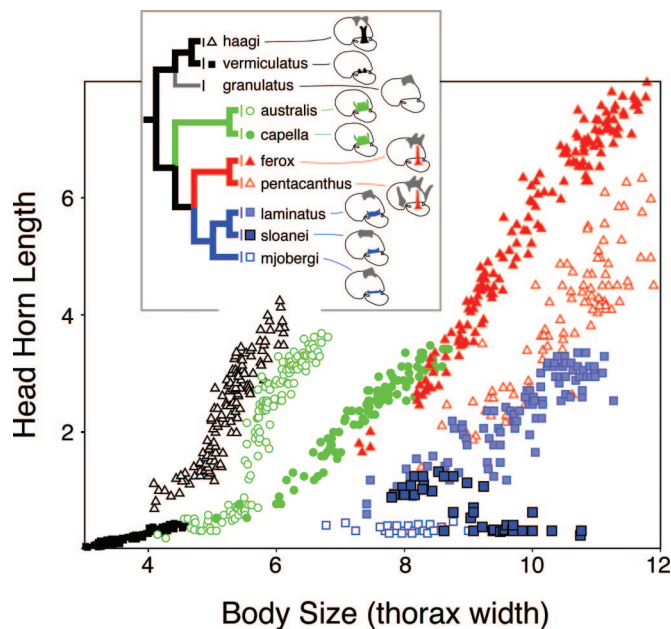 haagi
vermiculatus
granulatus
australis
capella
ferox
pentacanthus
laminatus
sloanei
mjobergi
Head Horn Length
6
4
2
4 6 8 10 12
Body Size (thorax width)